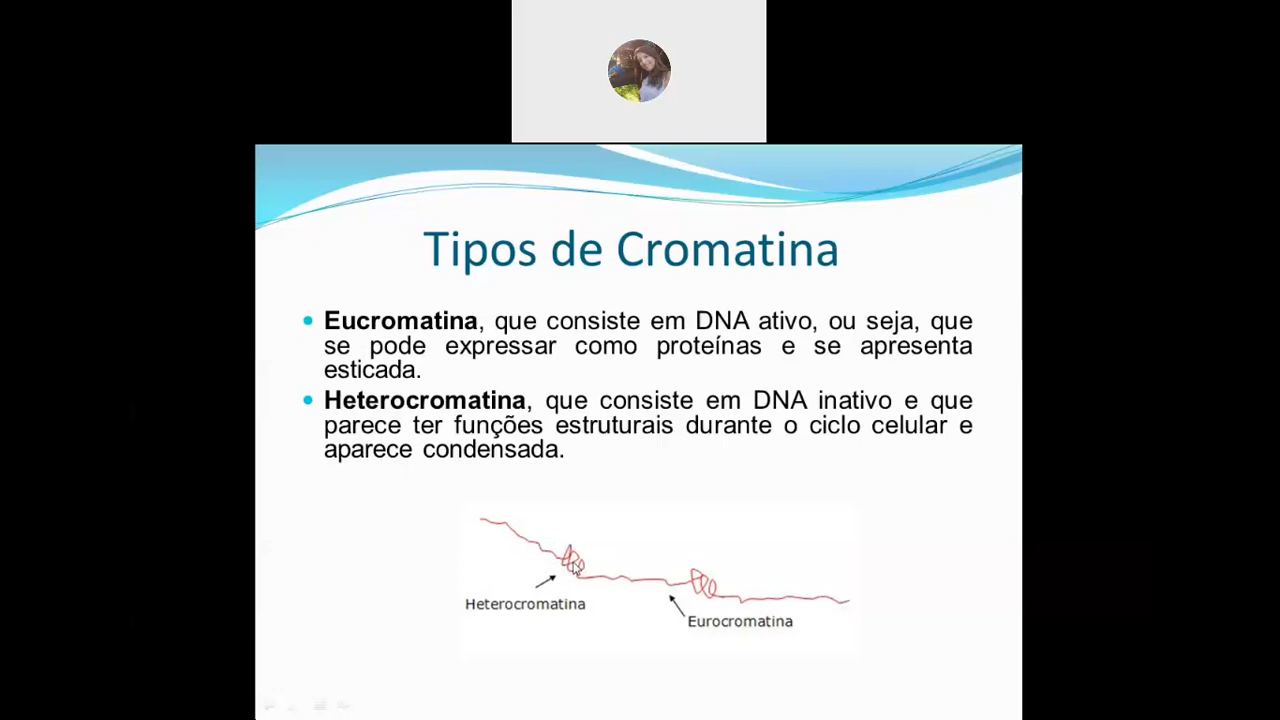 Tipos de Cromatina
• Eucromatina, que consiste em DNA ativo, ou seja, que
se pode expressar como proteínas e se apresenta
esticada.
• Heterocromatina, que consiste em DNA inativo e que
parece ter funções estruturais durante o ciclo celular e
aparece condensada.
Heterocromatina
Eurocromatina